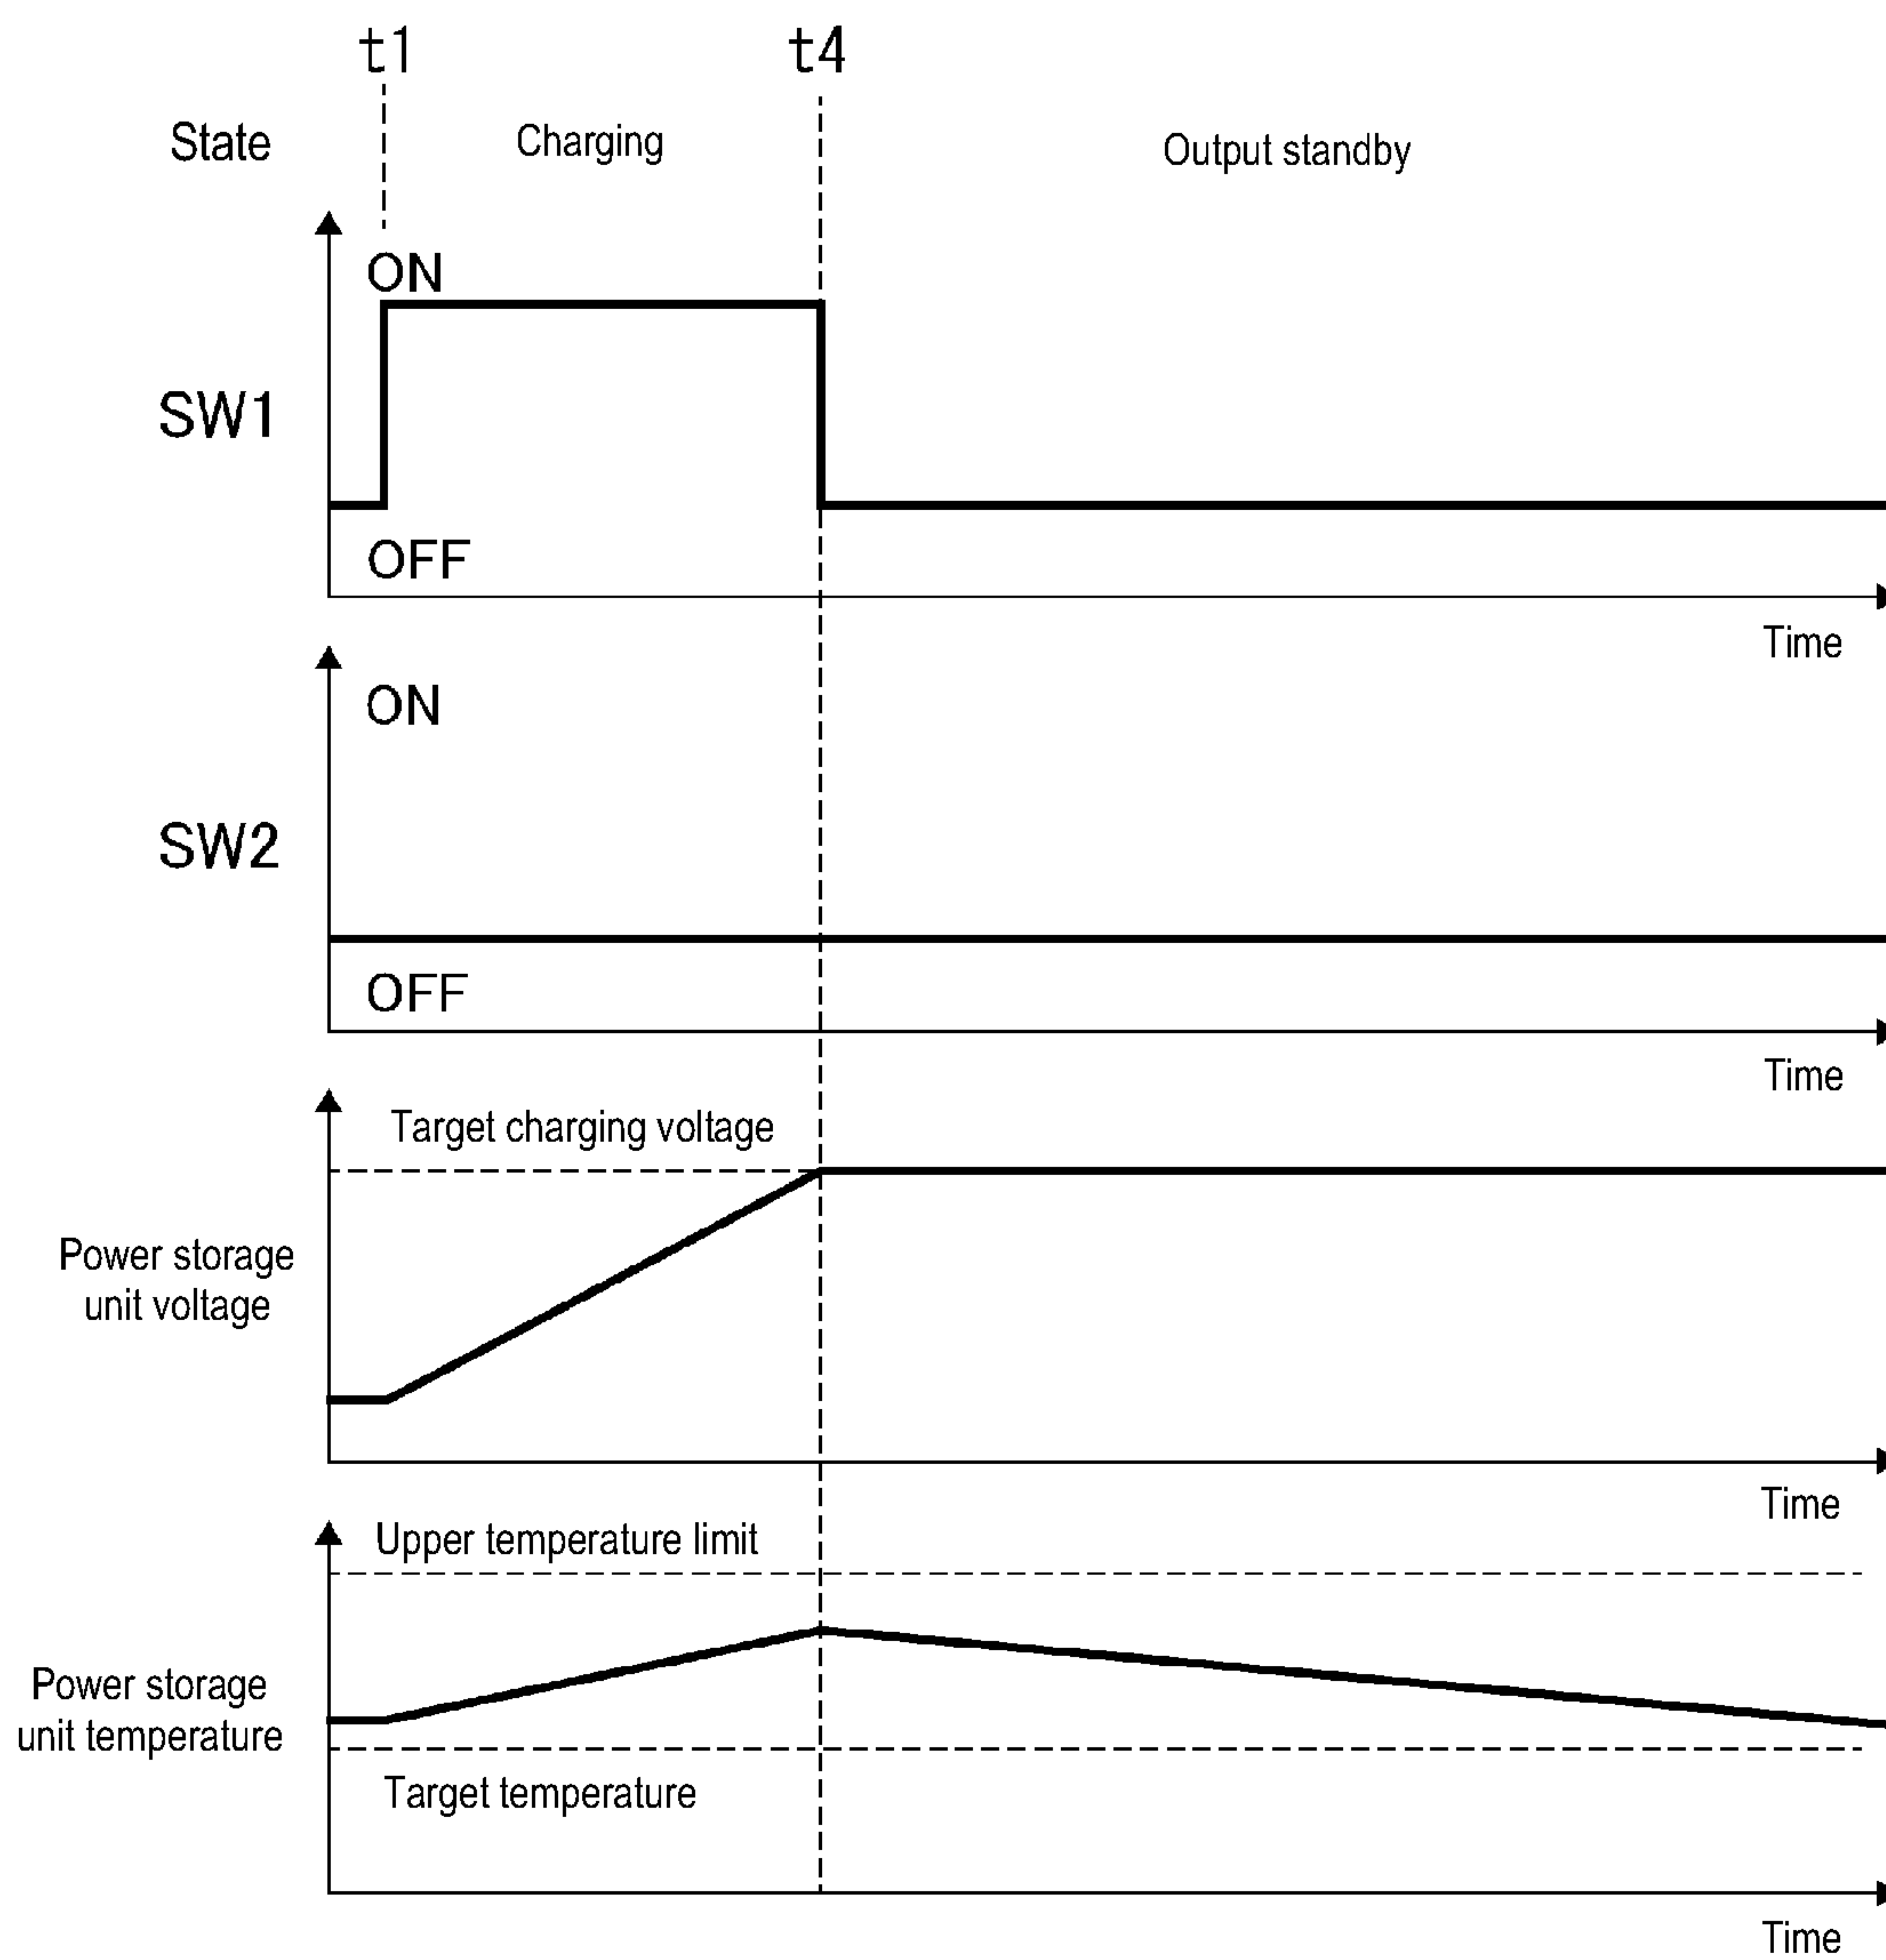 t1
t4
State
Charging
Output standby
ON
SW1
OFF
Time
ON
SW2
OFF
Time
Target charging voltage
Power storage
unit voltage
Time
Upper temperature limit
Power storage
unit temperature
Target temperature
Time